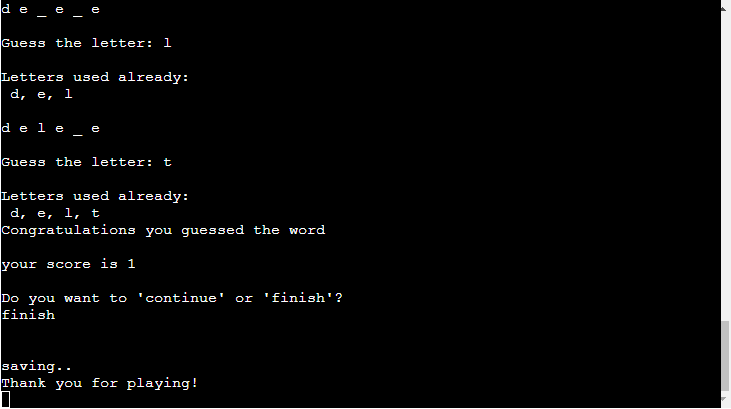 d e _ e _ e
Guess the letter: l
Letters used already:
d, e, l
d e l e _ e
Guess the letter: t
Letters used already:
d, e, l, t
Congratulations you guessed the word
your score is 1
Do you want to 'continue' or 'finish'?
finish
saving..
Thank you for playing!